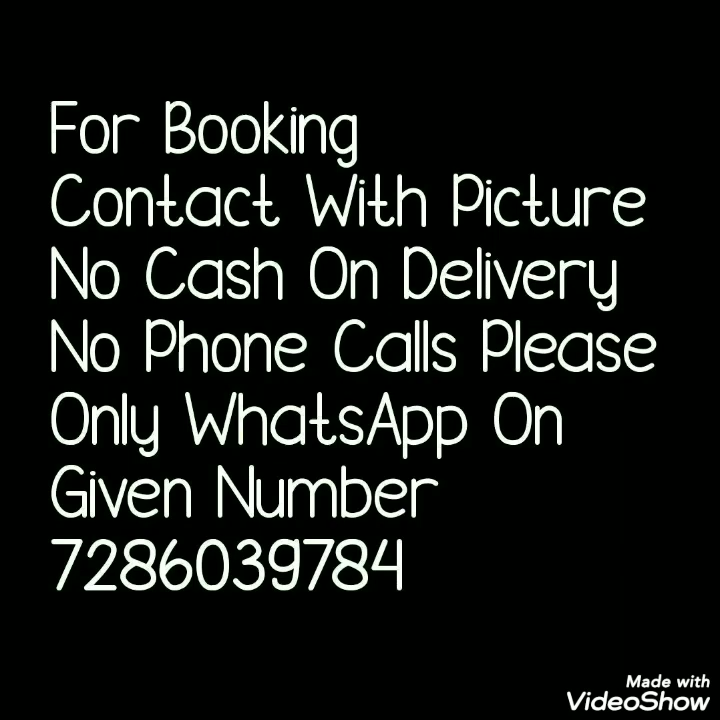 For Booking
Contact With Picture
No Cash On Delivery
No Phone Calls Please
Only WhatsApp On
Given Number
7286039784
Made with
VideoShow